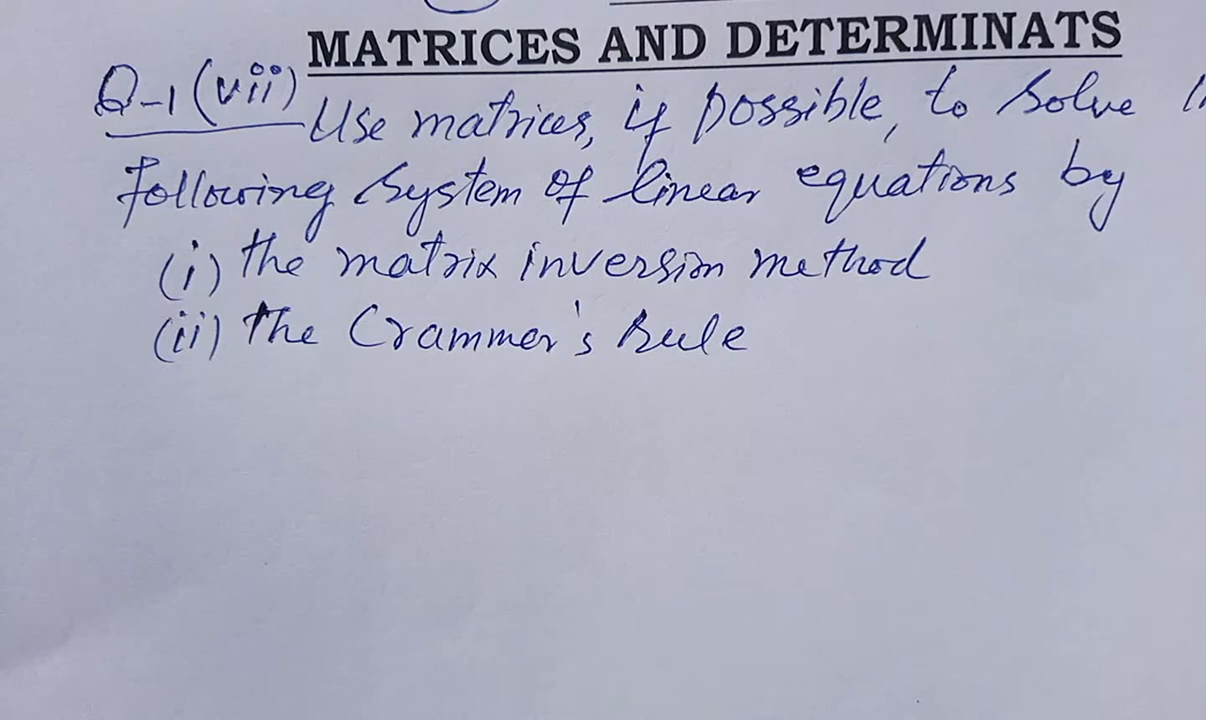 MATRICES AND DETERMINATS
Q-1(vii) Use matrices, if possible, to solve
following system of linear equations by
(i) the matrix inversion method
(ii) the Crammer's Rule